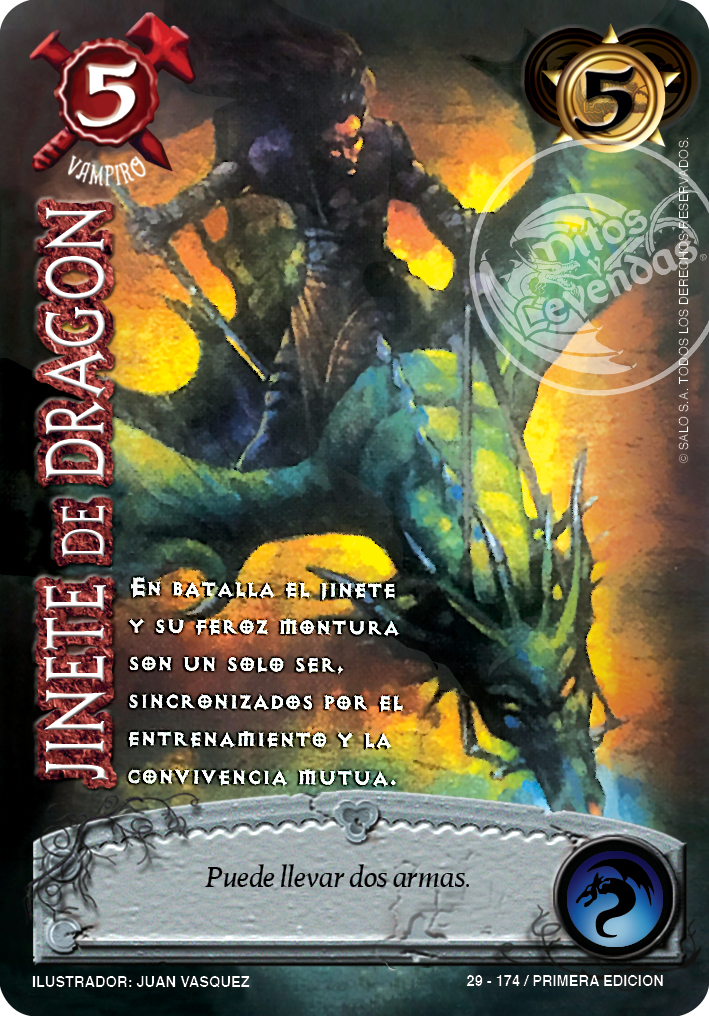 5
VAMPIRO
5
Mitos
y
Leyendas
®
© SALO S.A. TODOS LOS DERECHOS RESERVADOS.
JINETE DE DRAGON
EN BATALLA EL JINETE
Y SU FEROZ MONTURA
SON UN SOLO SER,
SINCRONIZADOS POR EL
ENTRENAMIENTO Y LA
CONVIVENCIA MUTUA.
Puede llevar dos armas.
ILUSTRADOR: JUAN VASQUEZ
29 - 174 / PRIMERA EDICION